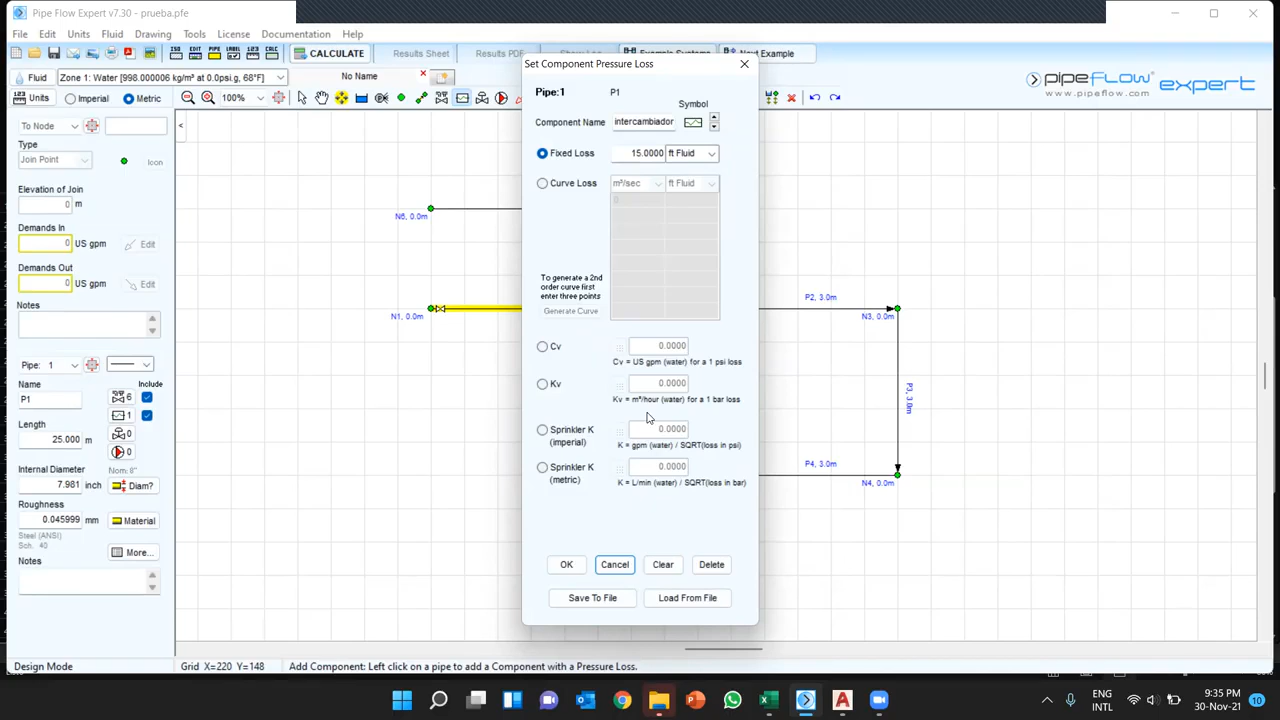 Pipe Flow Expert v7.30 - prueba.pfe
File Edit Units Fluid Drawing Tools License Documentation Help
CALCULATE Results Sheet Results PDF Example Systems Next Example
Fluid Zone 1: Water [998.000006 kg/m³ at 0.0psi.g, 68°F] No Name
Units Imperial Metric 100%
pipeFlow expert
www.pipeflow.com
To Node
Type
Join Point Icon
Elevation of Join
0 m
Demands In
0 US gpm Edit
Demands Out
0 US gpm Edit
Notes
Pipe: 1
Name Include
P1 6
Length 1
25.000 m 0
Internal Diameter 0
Nom: 8"
7.981 inch Diam?
Roughness
0.045999 mm Material
Steel (ANSI)
Sch. 40
More...
Notes
N6, 0.0m
N1, 0.0m
P2, 3.0m
N3, 0.0m
P3, 3.0m
P4, 3.0m
N4, 0.0m
Set Component Pressure Loss
Pipe:1 P1
Symbol
Component Name intercambiador
Fixed Loss 15.0000 ft Fluid
Curve Loss m³/sec ft Fluid
0
To generate a 2nd
order curve first
enter three points
Generate Curve
Cv 0.0000
Cv = US gpm (water) for a 1 psi loss
Kv 0.0000
Kv = m³/hour (water) for a 1 bar loss
Sprinkler K (imperial) 0.0000
K = gpm (water) / SQRT(loss in psi)
Sprinkler K (metric) 0.0000
K = L/min (water) / SQRT(loss in bar)
OK Cancel Clear Delete
Save To File Load From File
Design Mode Grid X=220 Y=148 Add Component: Left click on a pipe to add a Component with a Pressure Loss.
ENG
INTL
9:35 PM
30-Nov-21
10